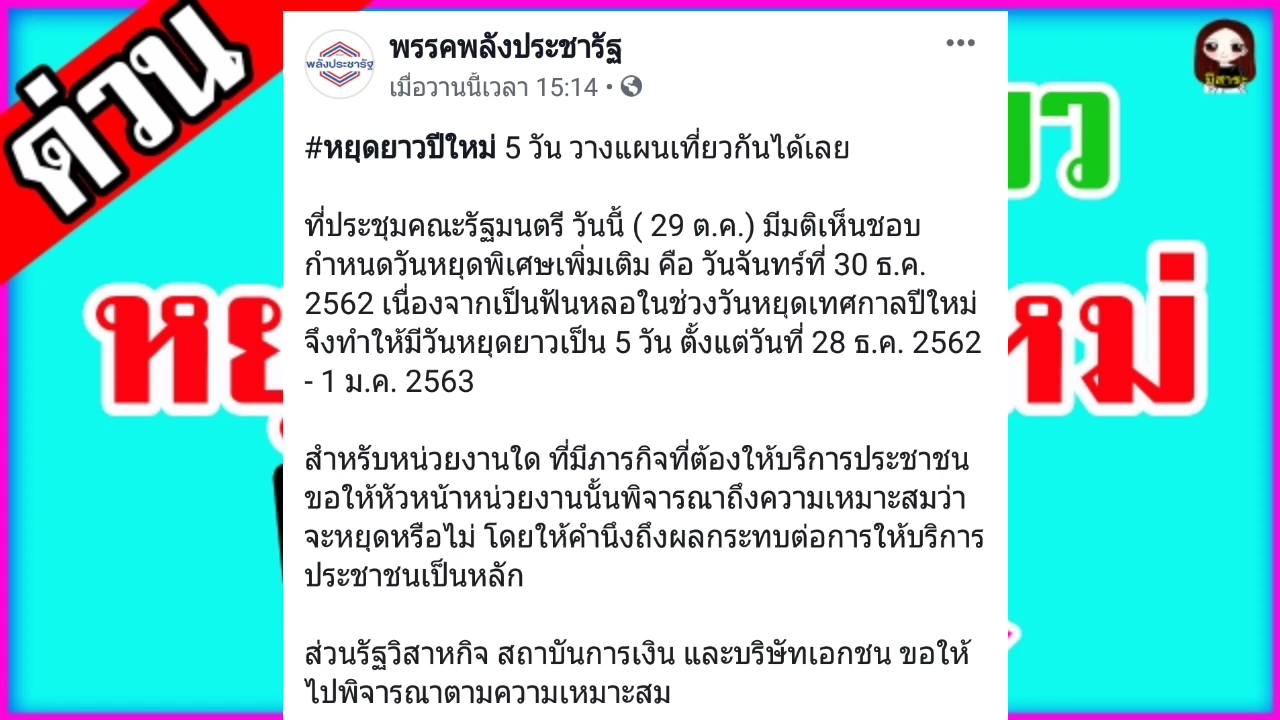 ด่วน
มีสาระ
พลังประชารัฐ
พรรคพลังประชารัฐ
เมื่อวานนี้เวลา 15:14 •
#หยุดยาวปีใหม่ 5 วัน วางแผนเที่ยวกันได้เลย
ที่ประชุมคณะรัฐมนตรี วันนี้ ( 29 ต.ค.) มีมติเห็นชอบ
กำหนดวันหยุดพิเศษเพิ่มเติม คือ วันจันทร์ที่ 30 ธ.ค.
2562 เนื่องจากเป็นฟันหลอในช่วงวันหยุดเทศกาลปีใหม่
จึงทำให้มีวันหยุดยาวเป็น 5 วัน ตั้งแต่วันที่ 28 ธ.ค. 2562
- 1 ม.ค. 2563
สำหรับหน่วยงานใด ที่มีภารกิจที่ต้องให้บริการประชาชน
ขอให้หัวหน้าหน่วยงานนั้นพิจารณาถึงความเหมาะสมว่า
จะหยุดหรือไม่ โดยให้คำนึงถึงผลกระทบต่อการให้บริการ
ประชาชนเป็นหลัก
ส่วนรัฐวิสาหกิจ สถาบันการเงิน และบริษัทเอกชน ขอให้
ไปพิจารณาตามความเหมาะสม